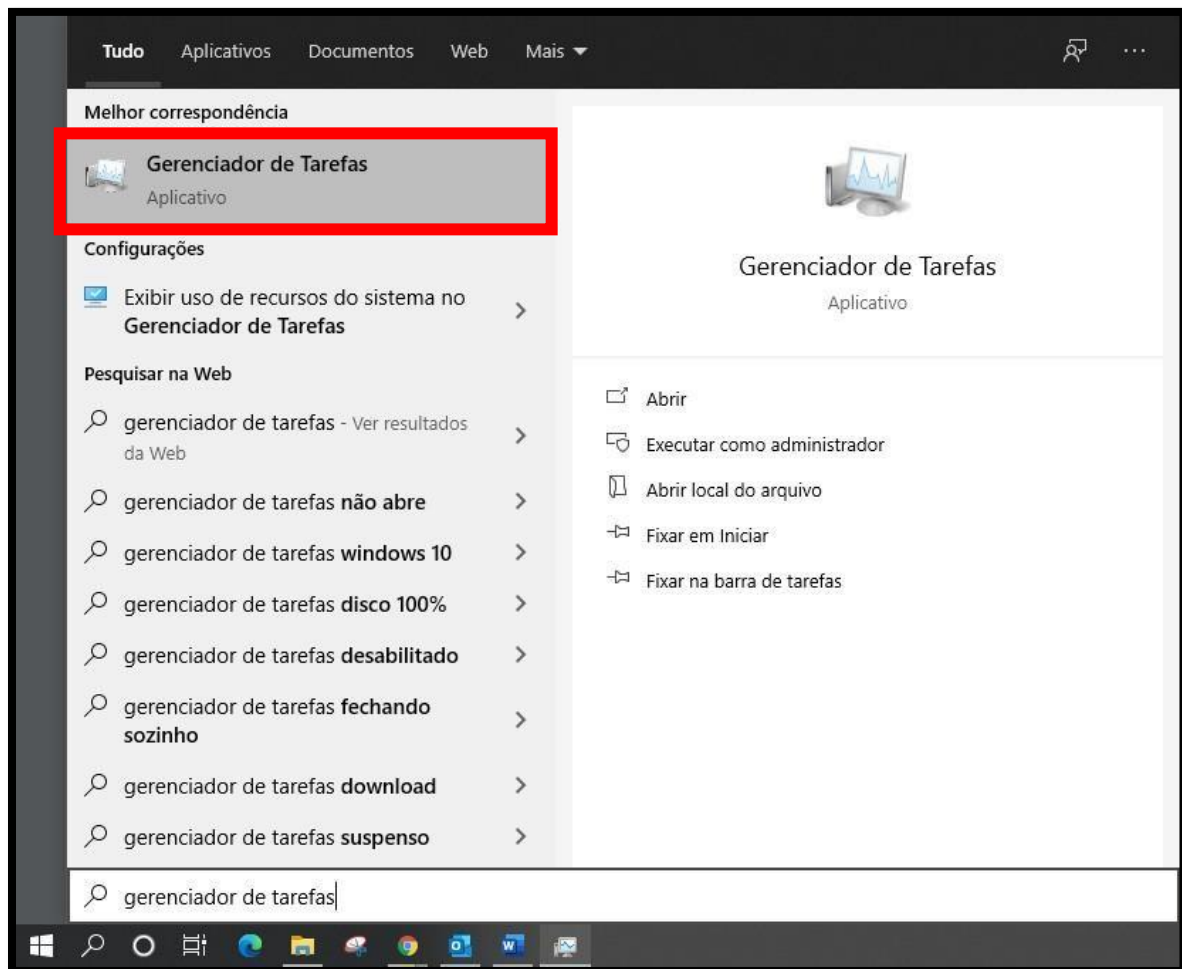 Tudo Aplicativos Documentos Web Mais
Melhor correspondência
Gerenciador de Tarefas
Aplicativo
Configurações
Exibir uso de recursos do sistema no
Gerenciador de Tarefas
Pesquisar na Web
gerenciador de tarefas - Ver resultados
da Web
gerenciador de tarefas não abre
gerenciador de tarefas windows 10
gerenciador de tarefas disco 100%
gerenciador de tarefas desabilitado
gerenciador de tarefas fechando
sozinho
gerenciador de tarefas download
gerenciador de tarefas suspenso
gerenciador de tarefas
Gerenciador de Tarefas
Aplicativo
Abrir
Executar como administrador
Abrir local do arquivo
Fixar em Iniciar
Fixar na barra de tarefas